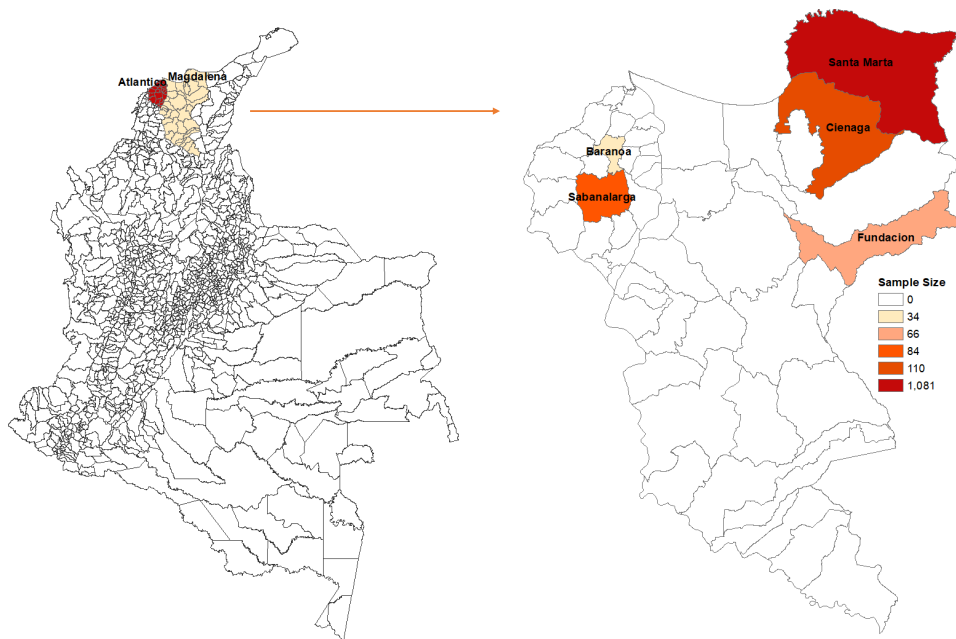 Atlantico
Magdalena
Santa Marta
Cienaga
Baranoa
Sabanalarga
Fundacion
Sample Size
0
34
66
84
110
1,081